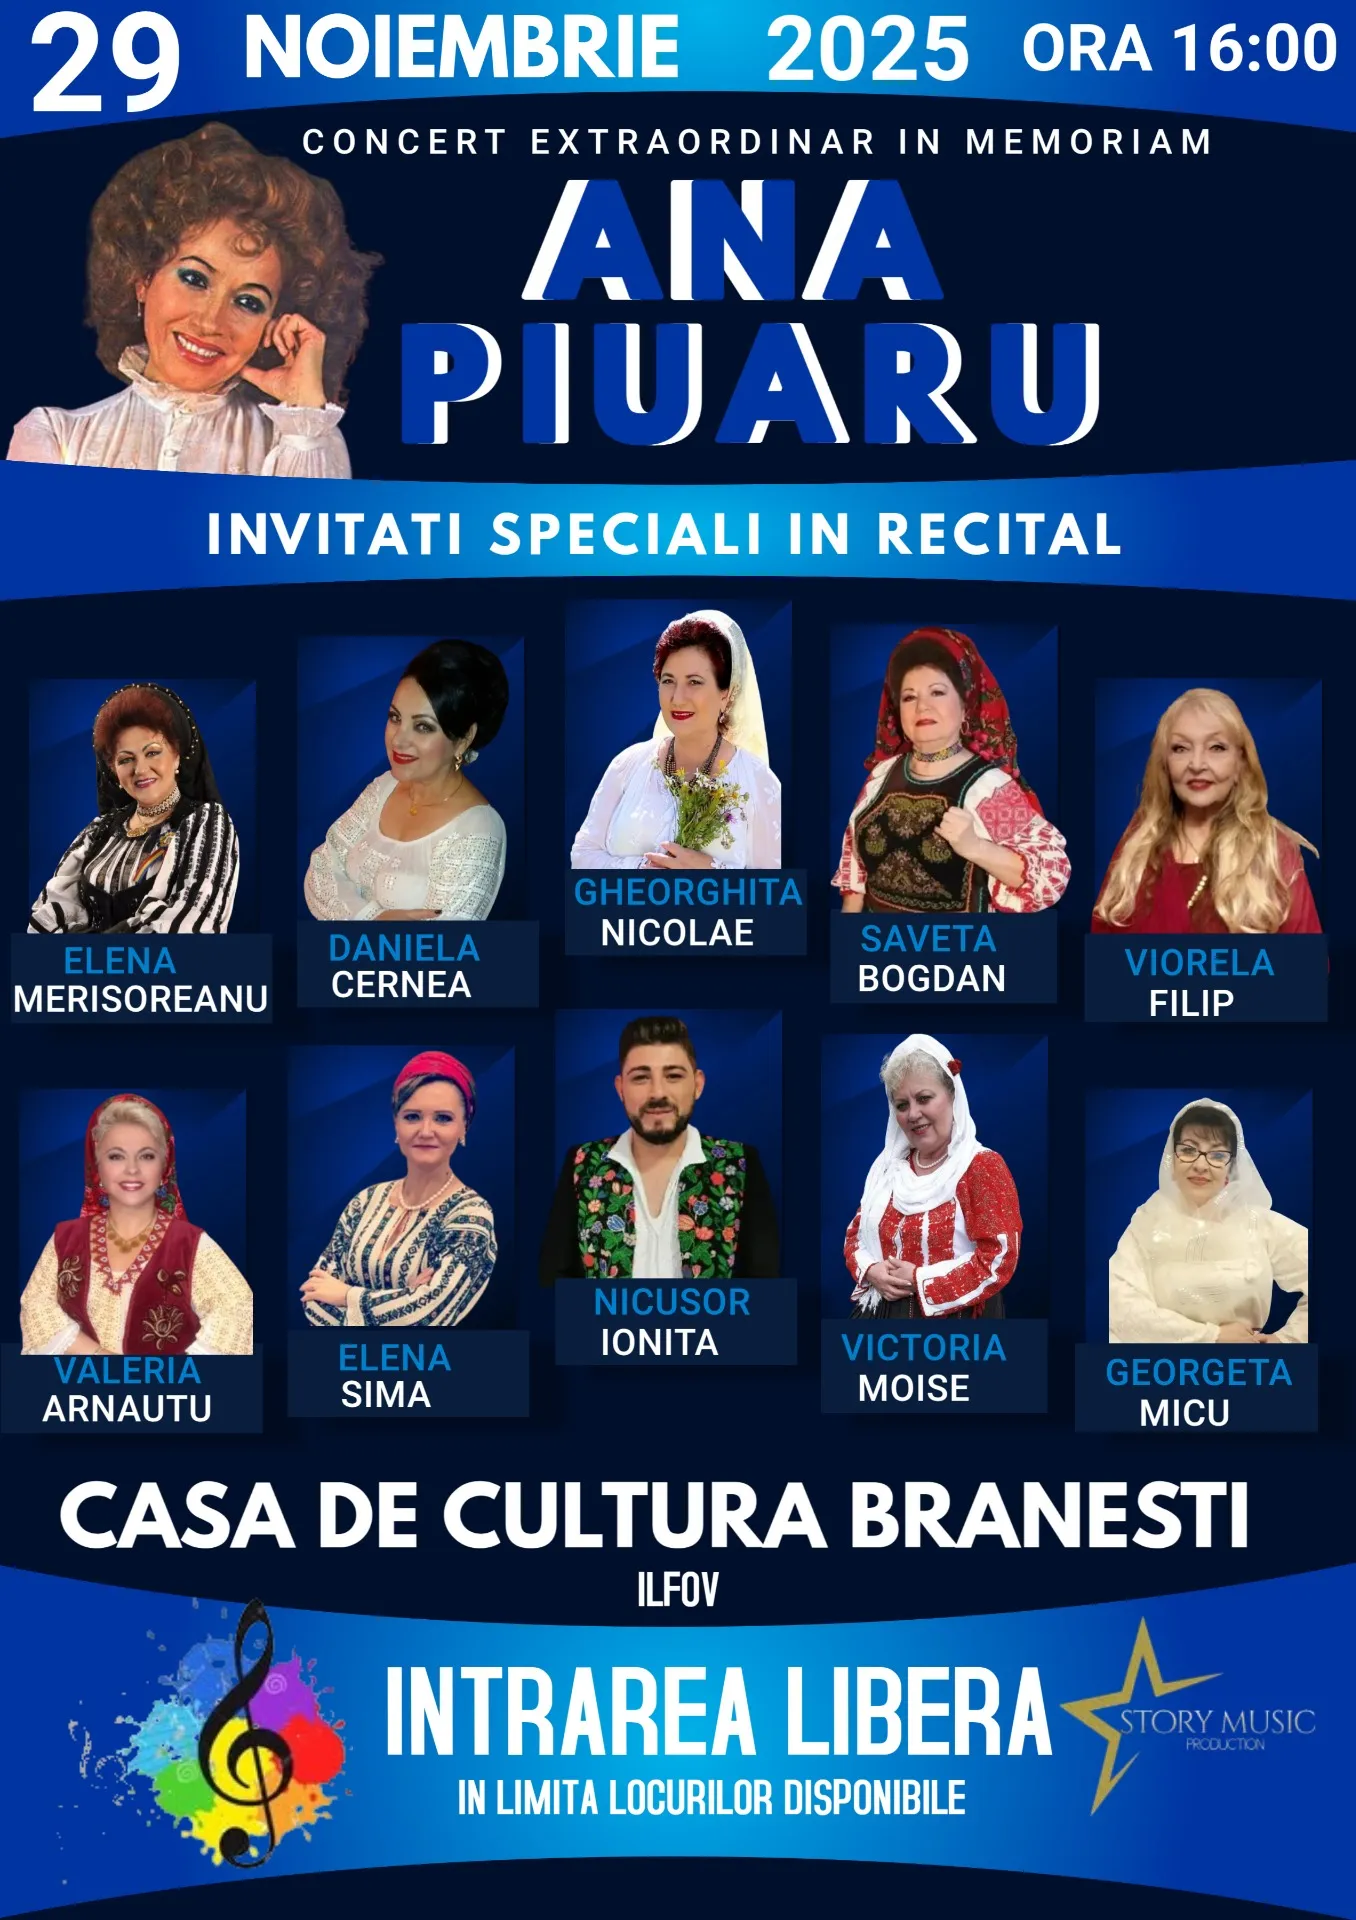 29 NOIEMBRIE 2025 ORA 16:00
CONCERT EXTRAORDINAR IN MEMORIAM
ANA
PIUARU
INVITATI SPECIALI IN RECITAL
ELENA
MERISOREANU
DANIELA
CERNEA
GHEORGHITA
NICOLAE
SAVETA
BOGDAN
VIORELA
FILIP
VALERIA
ARNAUTU
ELENA
SIMA
NICUSOR
IONITA
VICTORIA
MOISE
GEORGETA
MICU
CASA DE CULTURA BRANESTI
ILFOV
INTRAREA LIBERA
IN LIMITA LOCURILOR DISPONIBILE
STORY MUSIC
PRODUCTION